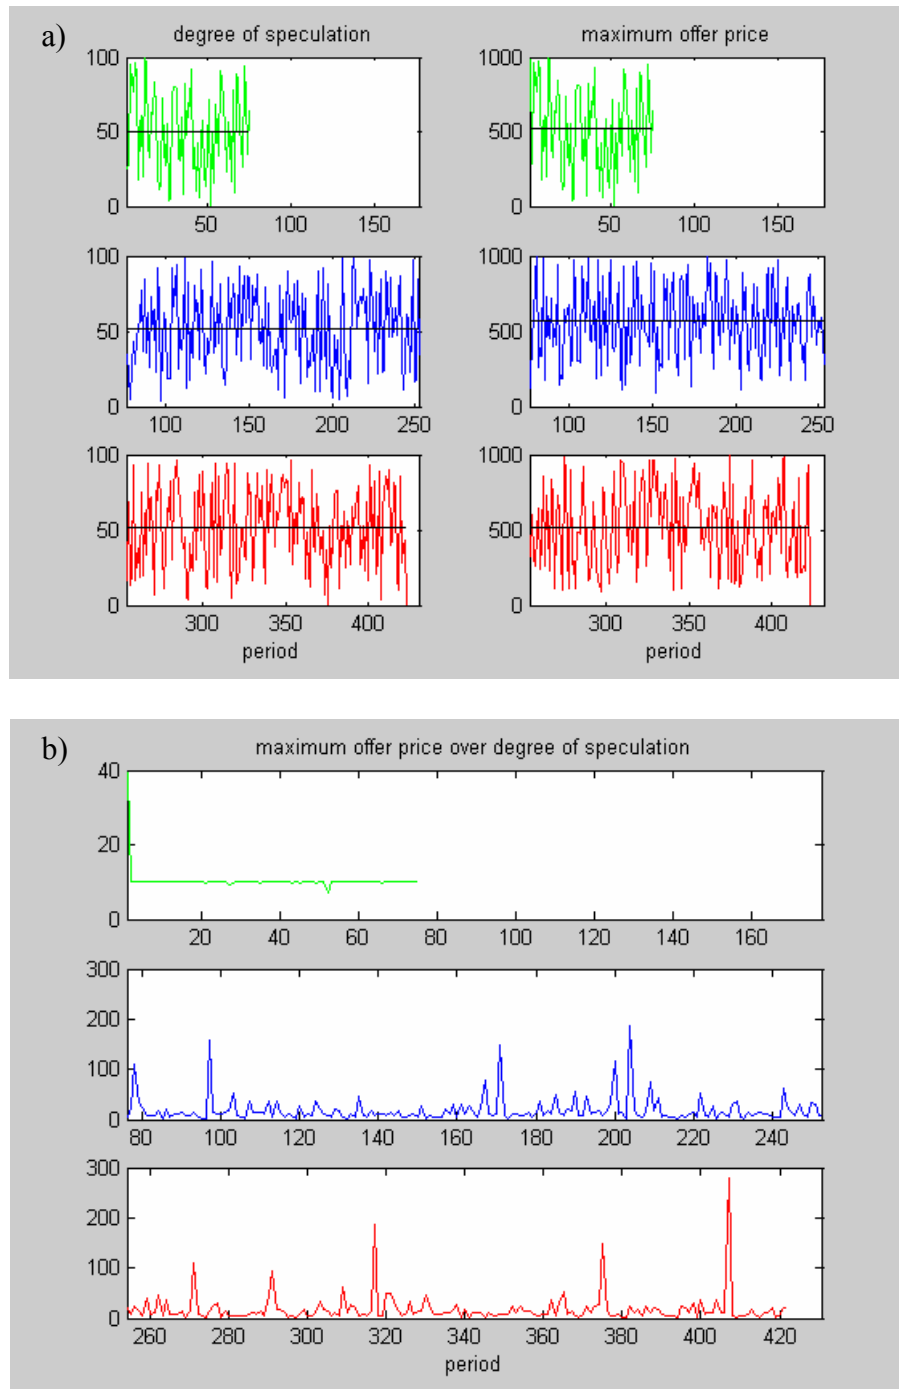 a)
degree of speculation maximum offer price
100 1000
50 500
0 0
50 100 150 50 100 150
100 1000
50 500
0 0
100 150 200 250 100 150 200 250
100 1000
50 500
0 0
300 350 400 300 350 400
period period
b)
maximum offer price over degree of speculation
40
20
0
20 40 60 80 100 120 140 160
300
200
100
0
80 100 120 140 160 180 200 220 240
300
200
100
0
260 280 300 320 340 360 380 400 420
period